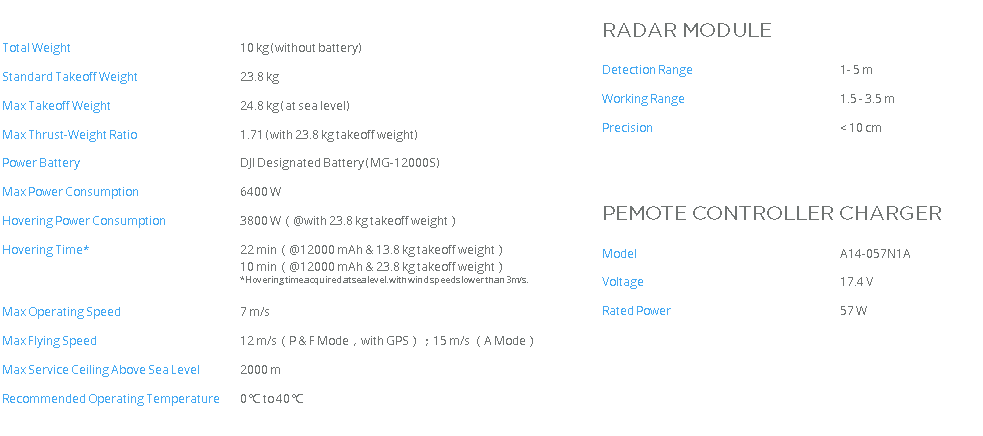 Total Weight 10 kg (without battery)
Standard Takeoff Weight 23.8 kg
Max Takeoff Weight 24.8 kg ( at sea level)
Max Thrust-Weight Ratio 1.71 (with 23.8 kg takeoff weight)
Power Battery DJI Designated Battery (MG-12000S)
Max Power Consumption 6400 W
Hovering Power Consumption 3800 W ( @with 23.8 kg takeoff weight )
Hovering Time* 22 min ( @12000 mAh & 13.8 kg takeoff weight )
10 min ( @12000 mAh & 23.8 kg takeoff weight )
*Hovering time acquired at sea level. with wind speeds lower than 3m/s.
Max Operating Speed 7 m/s
Max Flying Speed 12 m/s ( P & F Mode , with GPS ) ; 15 m/s ( A Mode )
Max Service Ceiling Above Sea Level 2000 m
Recommended Operating Temperature 0 ℃ to 40 ℃
RADAR MODULE
Detection Range 1 - 5 m
Working Range 1.5 - 3.5 m
Precision < 10 cm
PEMOTE CONTROLLER CHARGER
Model A14-057N1A
Voltage 17.4 V
Rated Power 57 W